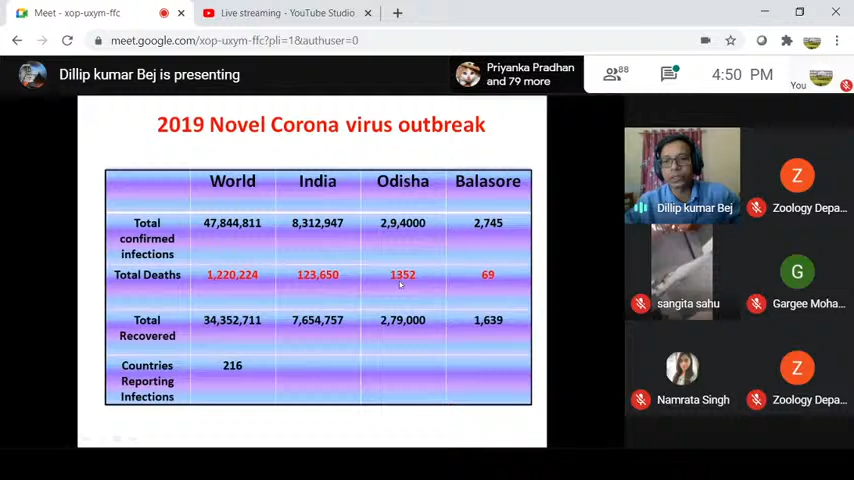 Meet - xop-uxym-ffc
Live streaming - YouTube Studio
meet.google.com/xop-uxym-ffc?pli=1&authuser=0
Dillip kumar Bej is presenting
Priyanka Pradhan
and 79 more
88
4:50 PM
You
2019 Novel Corona virus outbreak
World India Odisha Balasore
Total
confirmed
infections
47,844,811 8,312,947 2,9,4000 2,745
Total Deaths 1,220,224 123,650 1352 69
Total
Recovered
34,352,711 7,654,757 2,79,000 1,639
Countries
Reporting
Infections
216
Dillip kumar Bej
Z
Zoology Depa...
sangita sahu
G
Gargee Moha...
Namrata Singh
Z
Zoology Depa...